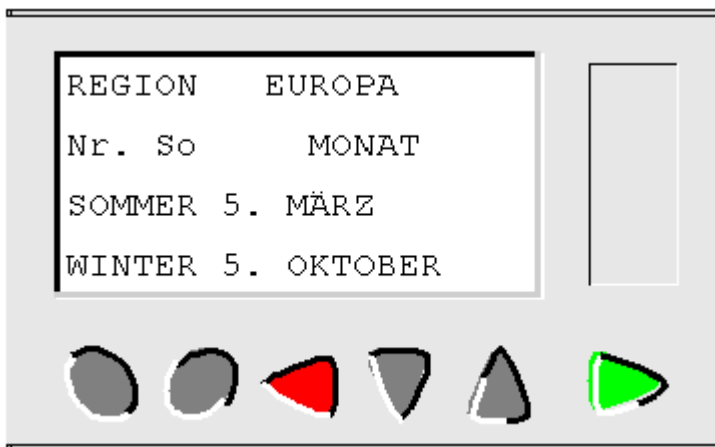 REGION EUROPA
Nr. So MONAT
SOMMER 5. MÄRZ
WINTER 5. OKTOBER